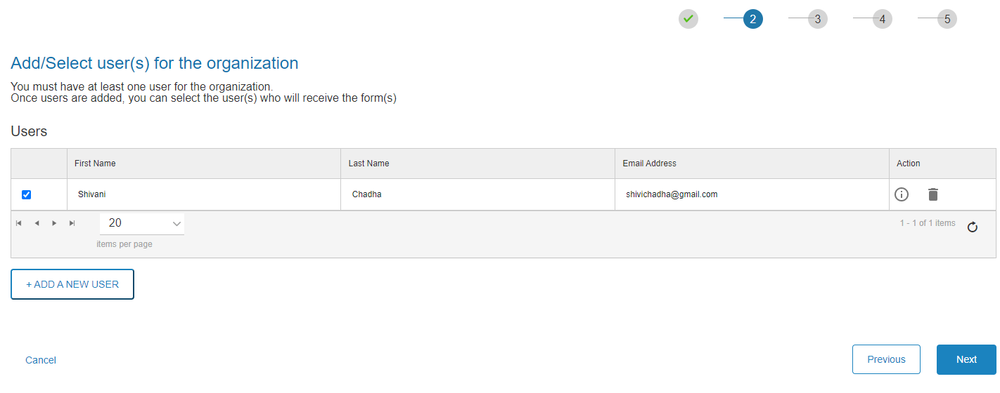 2 3 4 5
Add/Select user(s) for the organization
You must have at least one user for the organization.
Once users are added, you can select the user(s) who will receive the form(s)
Users
First Name Last Name Email Address Action
Shivani Chadha shivichadha@gmail.com
20
1 - 1 of 1 items
items per page
+ ADD A NEW USER
Cancel Previous Next